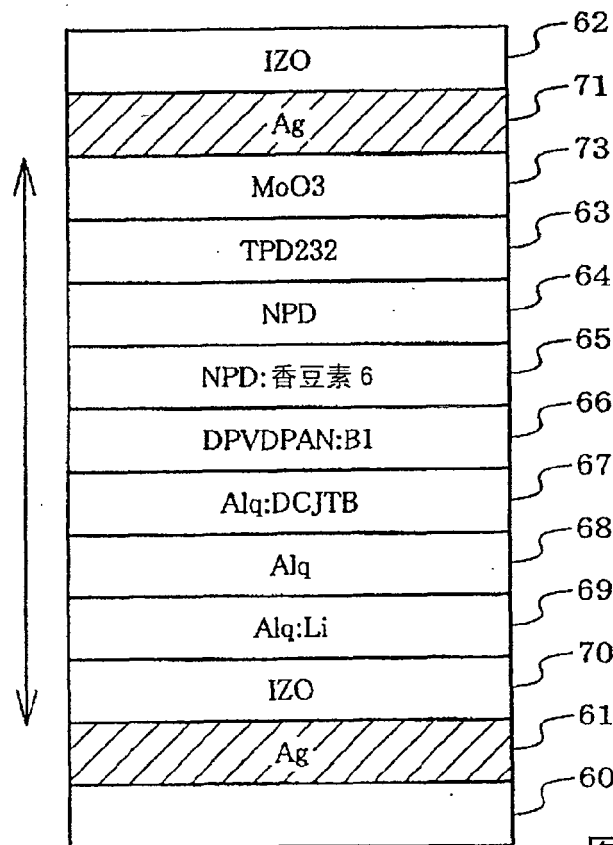 IZO 62
Ag 71
MoO3 73
TPD232 63
NPD 64
NPD:香豆素 6 65
DPVDPAN:B1 66
Alq:DCJTB 67
Alq 68
Alq:Li 69
IZO 70
Ag 61
60